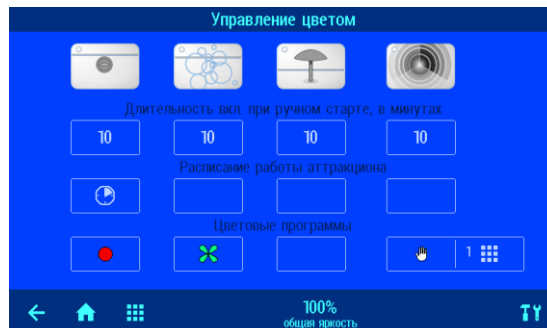 Управление цветом
Длительность вкл. при ручном старте, в минутах
10 10 10 10
Расписание работы аттракциона
Цветовые программы
1
100%
общая яркость